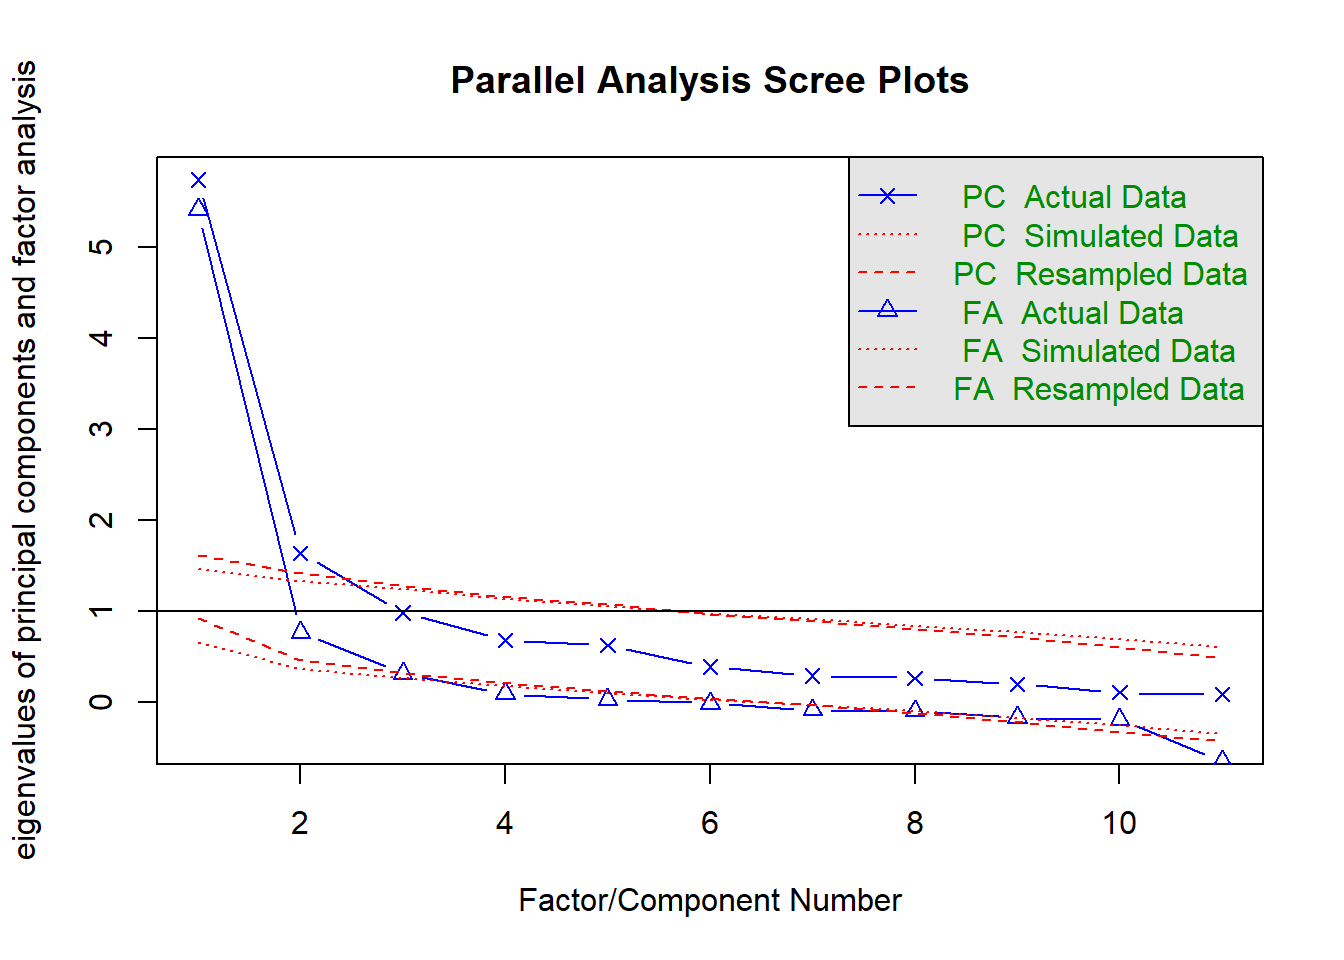 Parallel Analysis Scree Plots
eigenvalues of principal components and factor analysis
5
4
3
2
1
0
PC Actual Data
PC Simulated Data
PC Resampled Data
FA Actual Data
FA Simulated Data
FA Resampled Data
2 4 6 8 10
Factor/Component Number